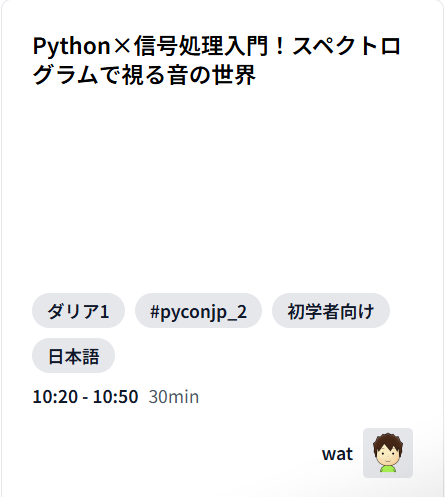 Python×信号処理入門！スペクトロ
グラムで視る音の世界
ダリア1 #pyconjp_2 初学者向け
日本語
10:20 - 10:50 30min
wat